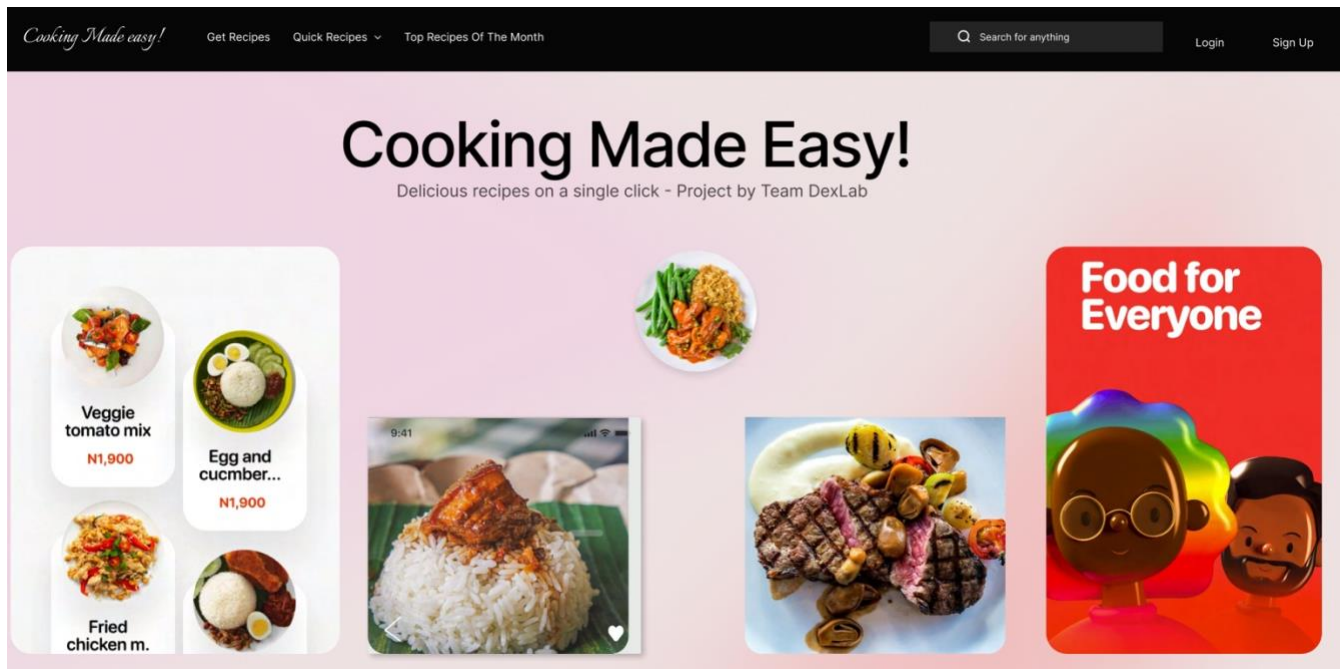 Cooking Made easy!
Get Recipes
Quick Recipes
Top Recipes Of The Month
Search for anything
Login
Sign Up
Cooking Made Easy!
Delicious recipes on a single click - Project by Team DexLab
Veggie
tomato mix
N1,900
Egg and
cucmber...
N1,900
Fried
chicken m.
9:41
Food for
Everyone